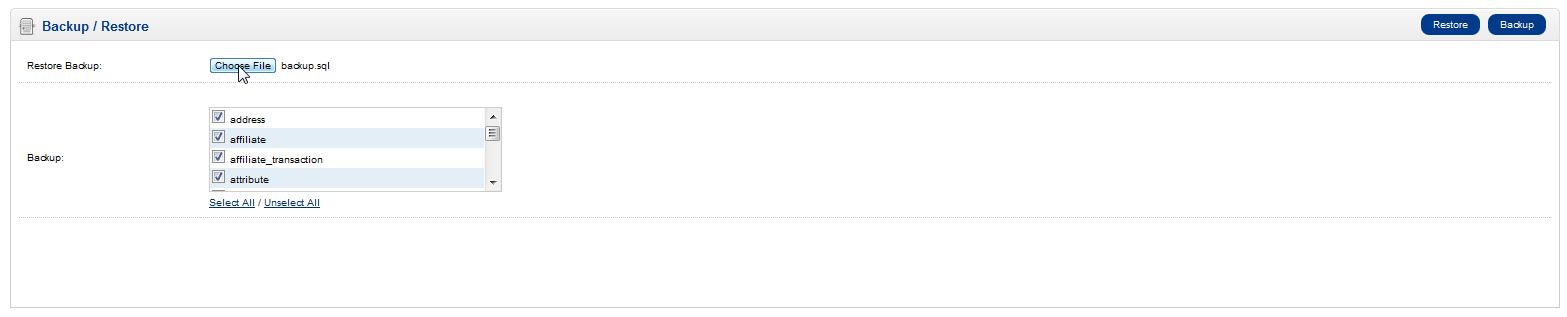 Backup / Restore
Restore Backup
Restore Backup: Choose File backup.sql
address
affiliate
Backup: affiliate_transaction
attribute
Select All / Unselect All